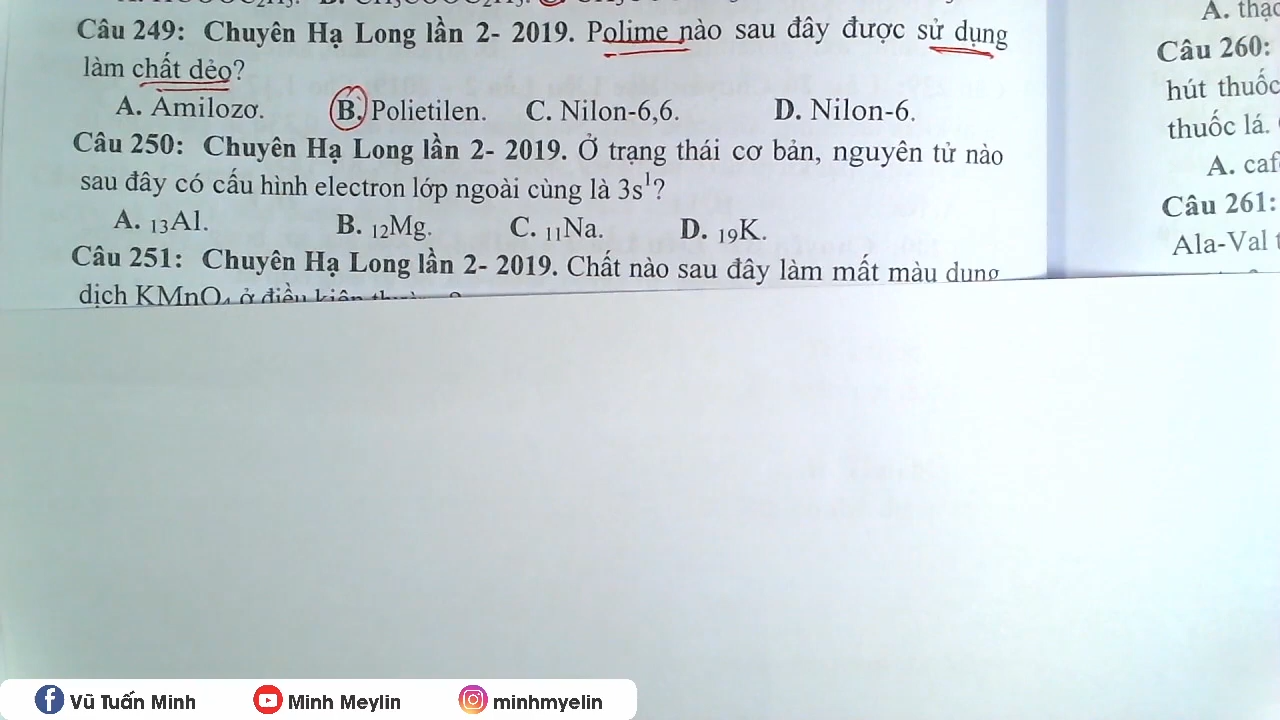 Câu 249: Chuyên Hạ Long lần 2- 2019. Polime nào sau đây được sử dụng
làm chất dẻo?
A. Amilozơ. B. Polietilen. C. Nilon-6,6. D. Nilon-6.
Câu 250: Chuyên Hạ Long lần 2- 2019. Ở trạng thái cơ bản, nguyên tử nào
sau đây có cấu hình electron lớp ngoài cùng là 3s¹?
A. ₁₃Al. B. ₁₂Mg. C. ₁₁Na. D. ₁₉K.
Câu 251: Chuyên Hạ Long lần 2- 2019. Chất nào sau đây làm mất màu dung
dịch KMnO₄ ở điều kiện
A.
Câu 260:
hút thuốc
thuốc lá.
A. caf
Câu 261:
Ala-Val
Vũ Tuấn Minh
Minh Meylin
minhmyelin